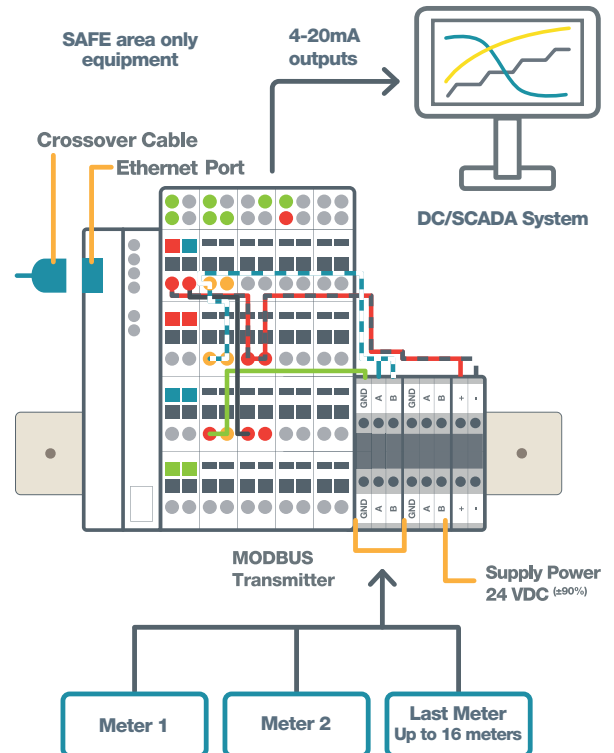 SAFE area only
equipment
4-20mA
outputs
Crossover Cable
Ethernet Port
DC/SCADA System
GND A B GND A B + -
GND A B GND A B + -
MODBUS
Transmitter
Supply Power
24 VDC (±90%)
Meter 1
Meter 2
Last Meter
Up to 16 meters